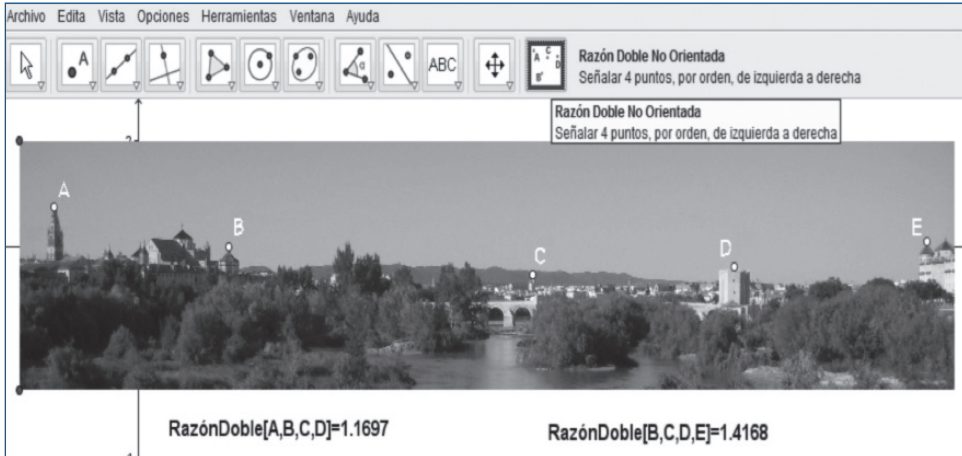 Archivo Edita Vista Opciones Herramientas Ventana Ayuda
A
ABC
A C D
B
Razón Doble No Orientada
Señalar 4 puntos, por orden, de izquierda a derecha
Razón Doble No Orientada
Señalar 4 puntos, por orden, de izquierda a derecha
A
B
C
D
E
RazónDoble[A,B,C,D]=1.1697
RazónDoble[B,C,D,E]=1.4168